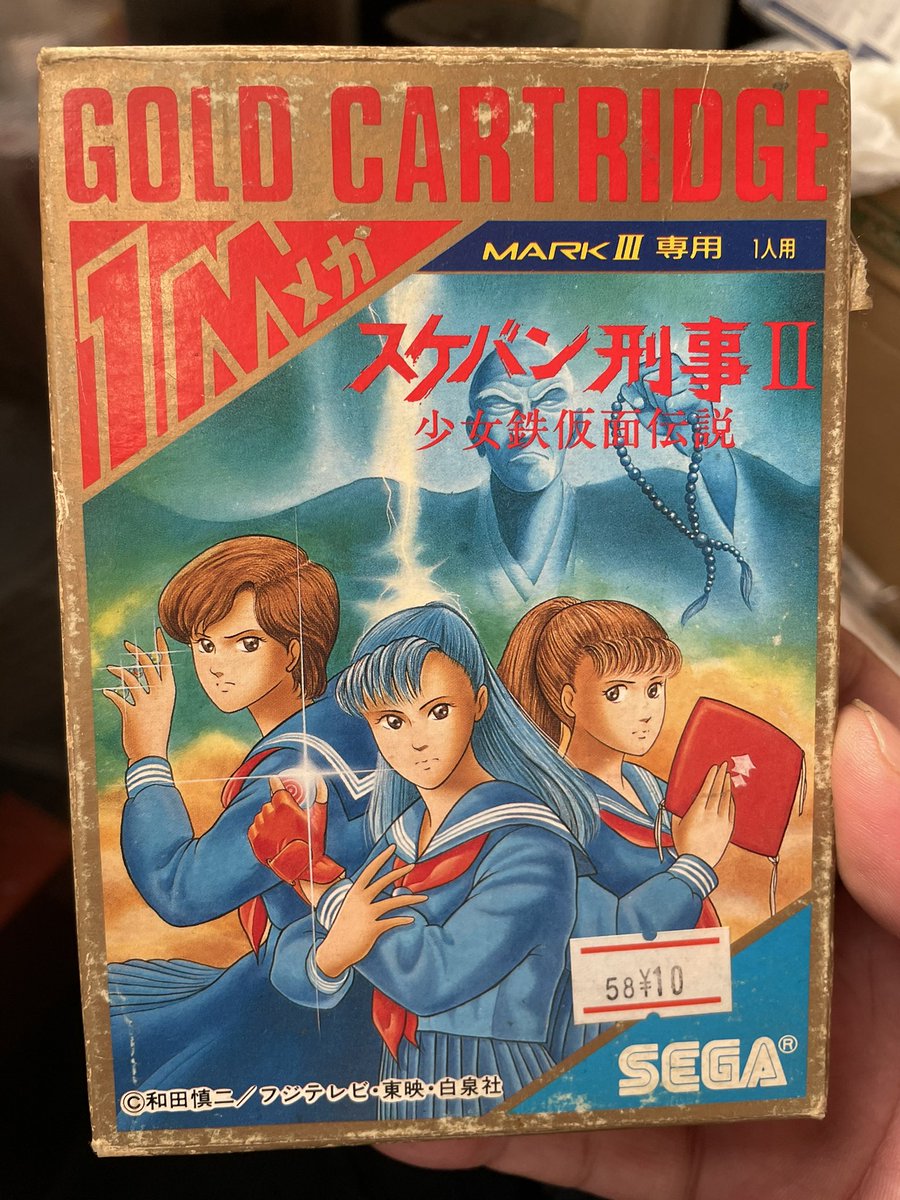 GOLD CARTRIDGE
1Mメガ
MARK III 専用 1人用
スケバン刑事II
少女鉄仮面伝説
58¥10
SEGA®
©和田慎二/フジテレビ・東映・白泉社